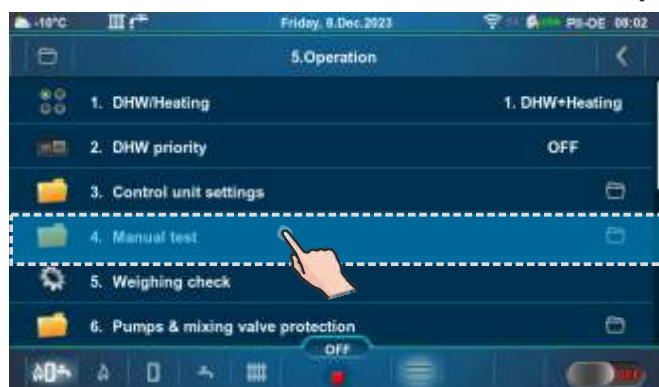 -10°C Friday, 8.Dec.2023 PII-OE 08:02
5.Operation
1. DHW/Heating 1. DHW+Heating
2. DHW priority OFF
3. Control unit settings
4. Manual test
5. Weighing check
6. Pumps & mixing valve protection
OFF
OFF